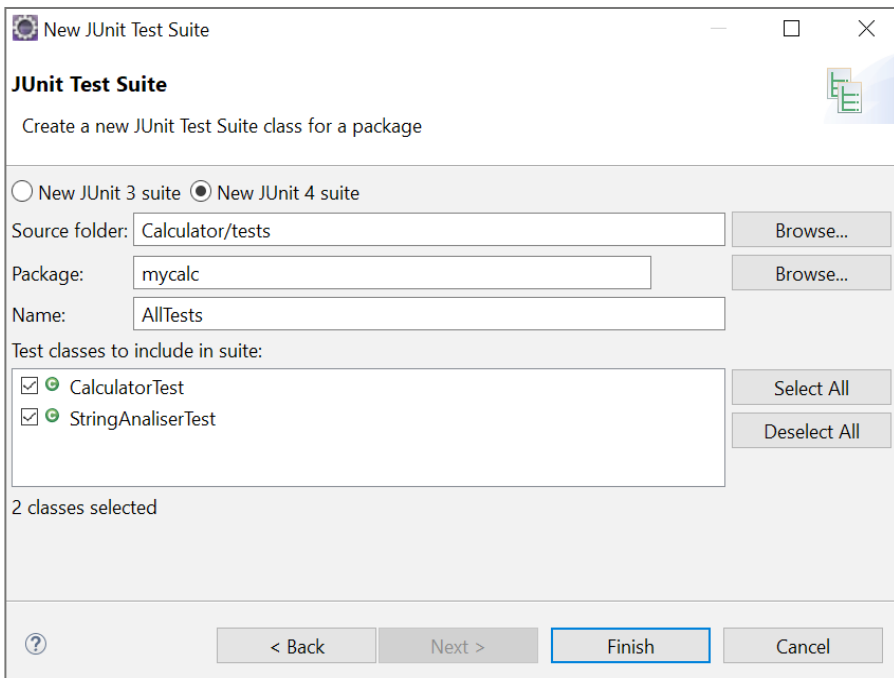 New JUnit Test Suite
JUnit Test Suite
Create a new JUnit Test Suite class for a package
New JUnit 3 suite New JUnit 4 suite
Source folder: Calculator/tests Browse...
Package: mycalc Browse...
Name: AllTests
Test classes to include in suite:
CalculatorTest Select All
StringAnaliserTest
Deselect All
2 classes selected
? < Back Next > Finish Cancel